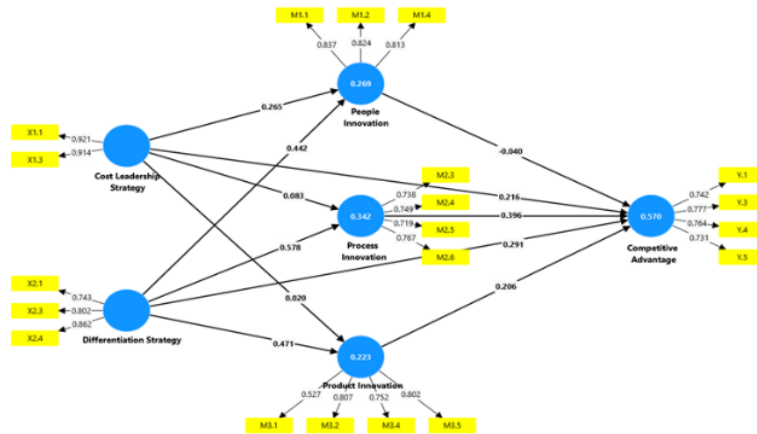 M1.1 M1.2 M1.4
0.837 0.824 0.813
0.269
People
Innovation
0.265
0.442
-0.040
X1.1
X1.3
0.921
0.914
Cost Leadership
Strategy
0.083
0.216
0.396
0.291
M2.3
M2.4
M2.5
M2.6
0.738
0.749
0.719
0.767
0.342
Process
Innovation
0.578
0.020
0.570
Competitive
Advantage
Y.1
Y.3
Y.4
Y.5
0.742
0.777
0.764
0.731
X2.1
X2.3
X2.4
0.743
0.802
0.862
Differentiation Strategy
0.471
0.206
0.223
Product Innovation
0.527 0.807 0.752 0.802
M3.1 M3.2 M3.4 M3.5